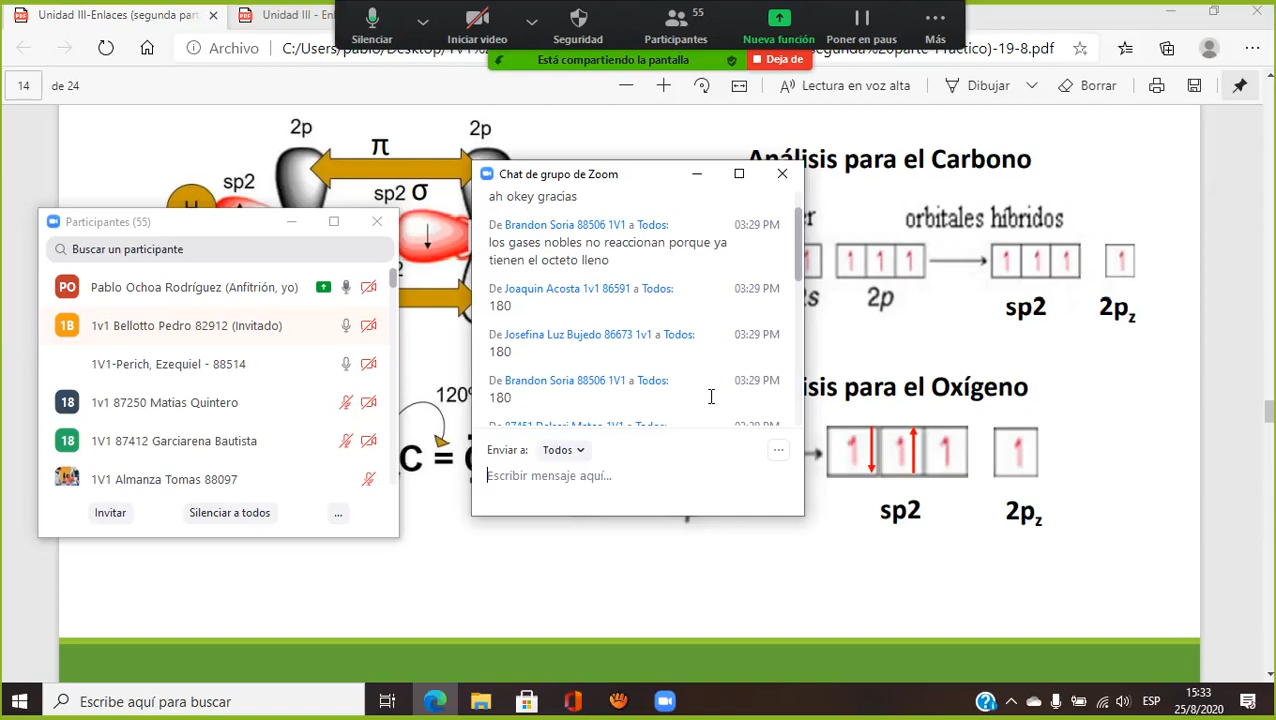 Unidad III-Enlaces (segunda part
Unidad III - En
Silenciar
Iniciar video
Seguridad
55
Participantes
Nueva función
Poner en paus
Más
Está compartiendo la pantalla
Deja de
Archivo
C:/Users/pablo/Desktop/1V1%
segunda%20parte-Practico)-19-8.pdf
14
de 24
Lectura en voz alta
Dibujar
Borrar
2p
2p
π
sp2
sp2 σ
Análisis para el Carbono
orbitales híbridos
2p
sp2
2pz
Participantes (55)
Buscar un participante
PO
Pablo Ochoa Rodríguez (Anfitrión, yo)
1B
1v1 Bellotto Pedro 82912 (Invitado)
1V1-Perich, Ezequiel - 88514
18
1v1 87250 Matias Quintero
18
1v1 87412 Garciarena Bautista
1V1 Almanza Tomas 88097
Invitar
Silenciar a todos
...
Chat de grupo de Zoom
ah okey gracias
De Brandon Soria 88506 1V1 a Todos:
03:29 PM
los gases nobles no reaccionan porque ya
tienen el octeto lleno
De Joaquin Acosta 1v1 86591 a Todos:
03:29 PM
180
De Josefina Luz Bujedo 86673 1v1 a Todos:
03:29 PM
180
De Brandon Soria 88506 1V1 a Todos:
03:29 PM
180
Enviar a:
Todos
...
Escribir mensaje aquí...
120º
C =
isis para el Oxígeno
sp2
2pz
Escribe aquí para buscar
ESP
15:33
25/8/2020